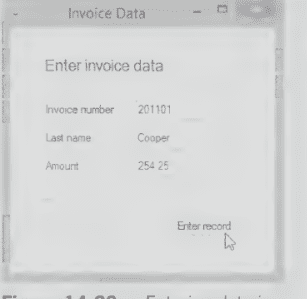 Invoice Data
Enter invoice data
Invoice number 201101
Last name Cooper
Amount 254 25
Enter record